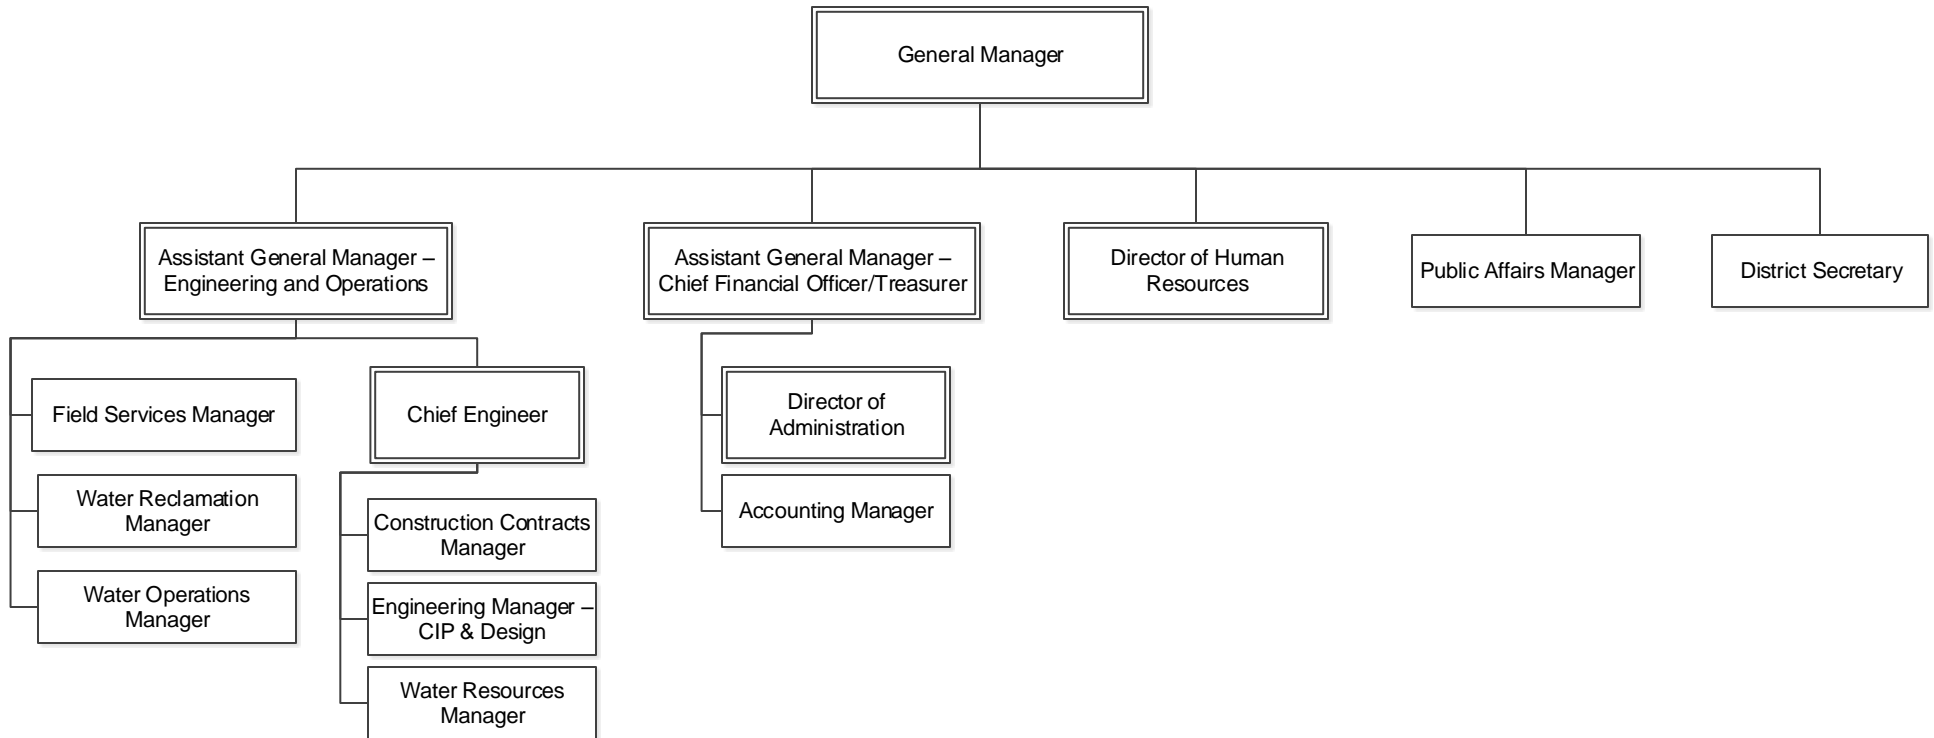 General Manager
Assistant General Manager –
Engineering and Operations
Assistant General Manager –
Chief Financial Officer/Treasurer
Director of Human
Resources
Public Affairs Manager
District Secretary
Field Services Manager
Water Reclamation
Manager
Water Operations
Manager
Chief Engineer
Construction Contracts
Manager
Engineering Manager –
CIP & Design
Water Resources
Manager
Director of
Administration
Accounting Manager